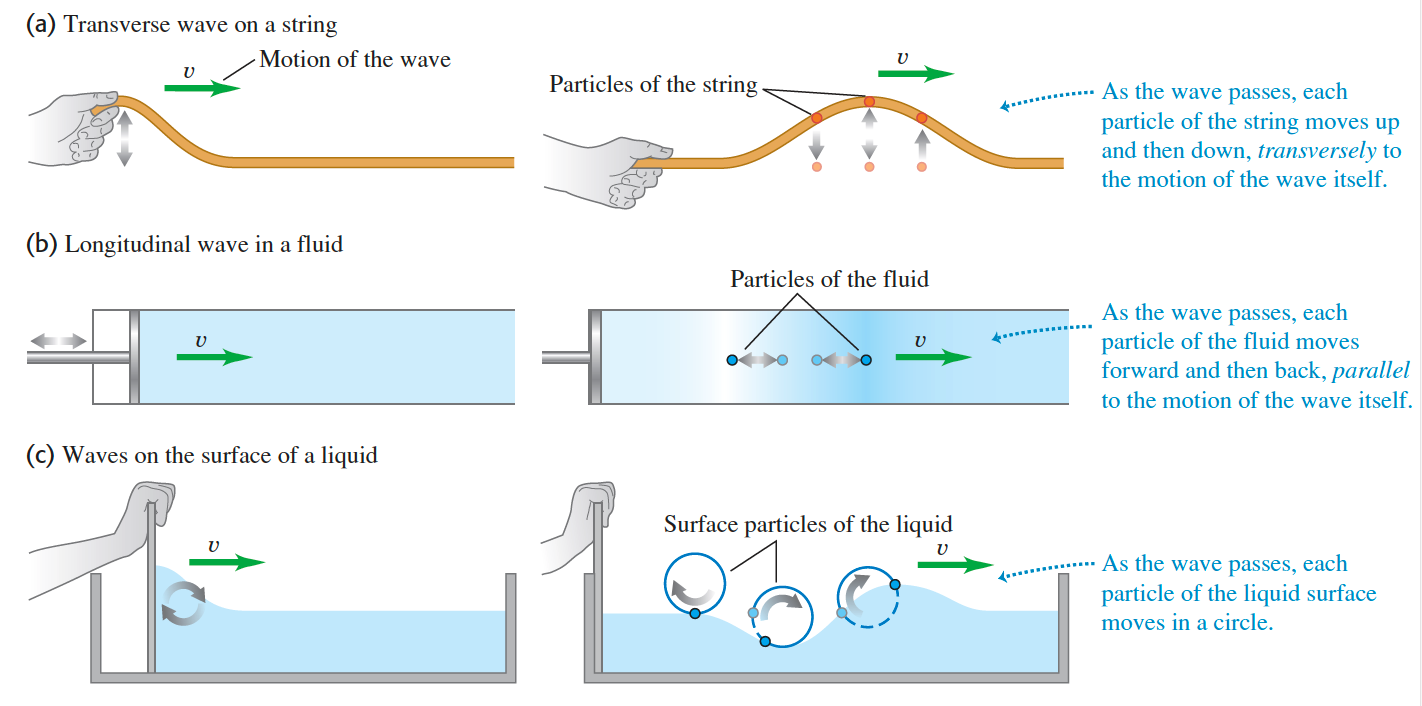 (a) Transverse wave on a string
Motion of the wave
v
Particles of the string
v
As the wave passes, each
particle of the string moves up
and then down, transversely to
the motion of the wave itself.
(b) Longitudinal wave in a fluid
v
Particles of the fluid
v
As the wave passes, each
particle of the fluid moves
forward and then back, parallel
to the motion of the wave itself.
(c) Waves on the surface of a liquid
v
Surface particles of the liquid
v
As the wave passes, each
particle of the liquid surface
moves in a circle.